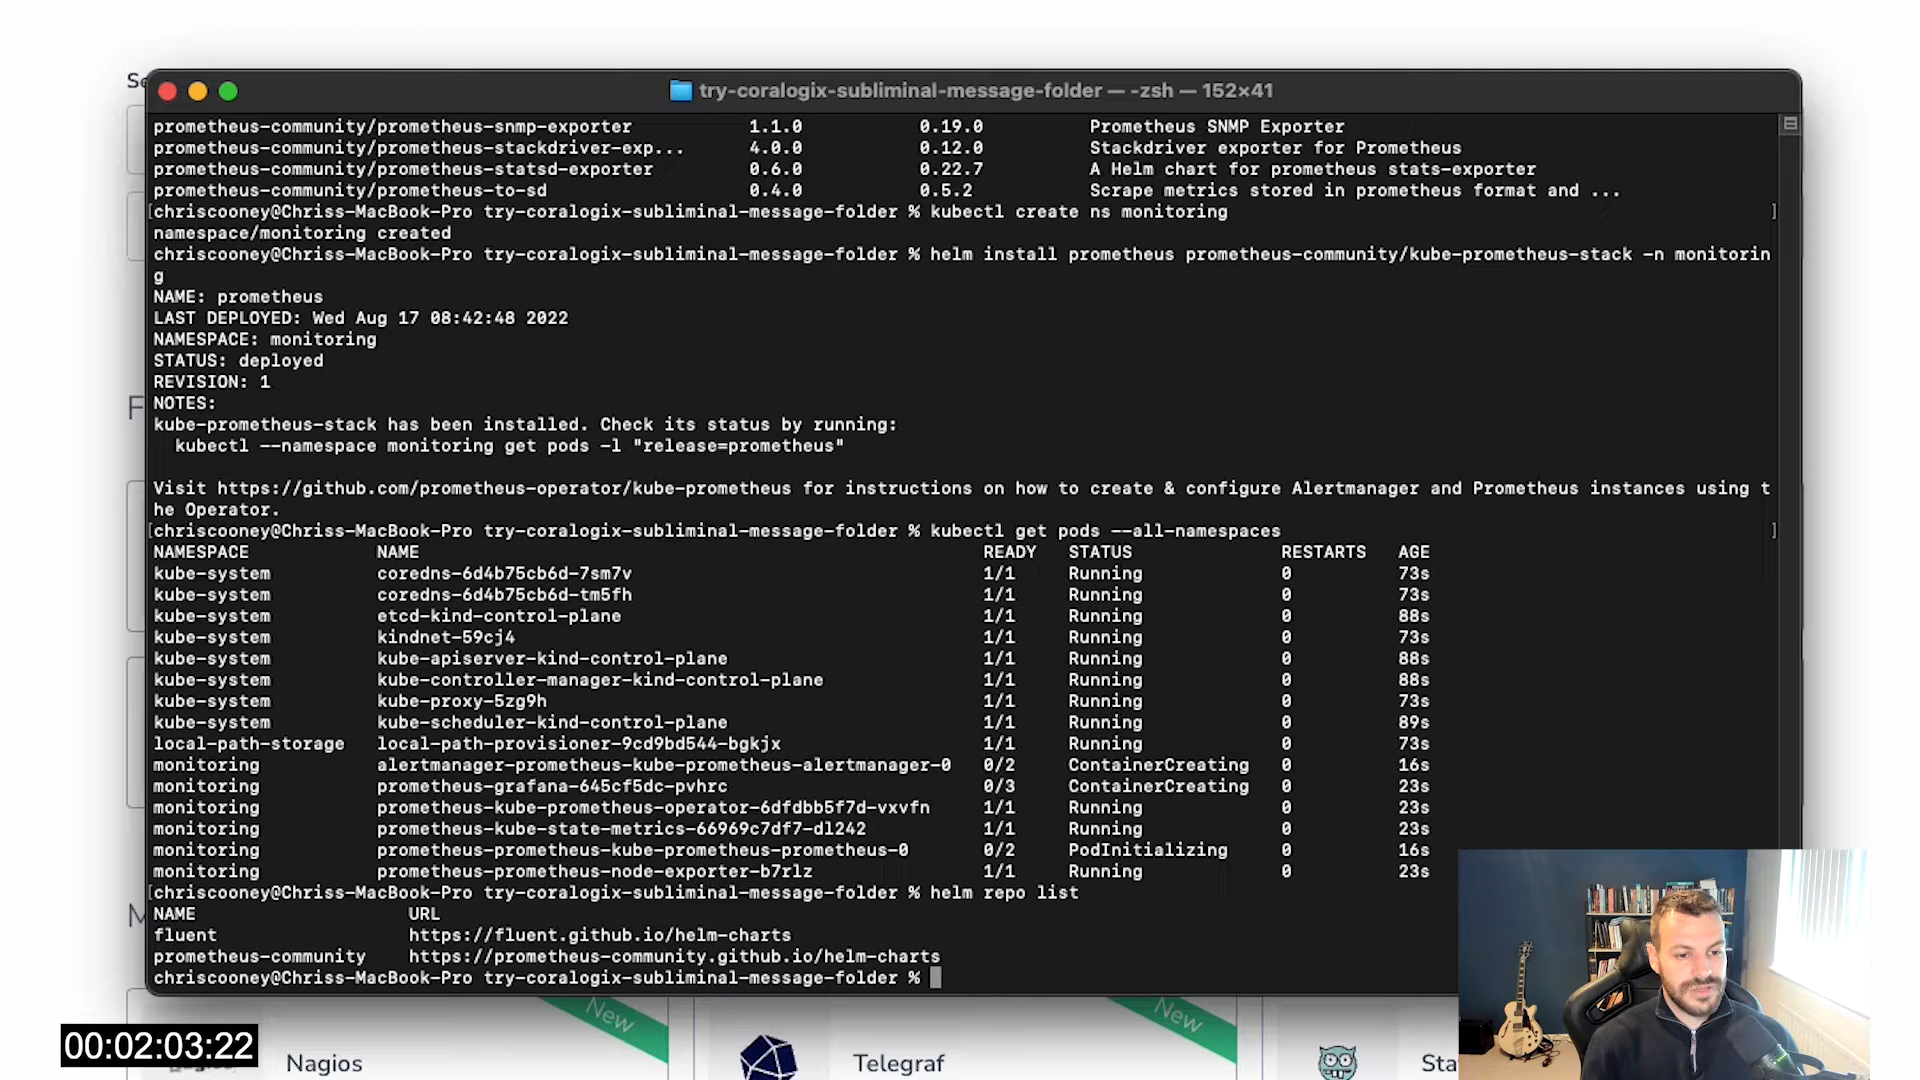 Se
try-coralogix-subliminal-message-folder — -zsh — 152×41
prometheus-community/prometheus-snmp-exporter 1.1.0 0.19.0 Prometheus SNMP Exporter
prometheus-community/prometheus-stackdriver-exp... 4.0.0 0.12.0 Stackdriver exporter for Prometheus
prometheus-community/prometheus-statsd-exporter 0.6.0 0.22.7 A Helm chart for prometheus stats-exporter
prometheus-community/prometheus-to-sd 0.4.0 0.5.2 Scrape metrics stored in prometheus format and ...
[chriscooney@Chriss-MacBook-Pro try-coralogix-subliminal-message-folder % kubectl create ns monitoring ]
namespace/monitoring created
chriscooney@Chriss-MacBook-Pro try-coralogix-subliminal-message-folder % helm install prometheus prometheus-community/kube-prometheus-stack -n monitorin
g
NAME: prometheus
LAST DEPLOYED: Wed Aug 17 08:42:48 2022
NAMESPACE: monitoring
STATUS: deployed
REVISION: 1
NOTES:
kube-prometheus-stack has been installed. Check its status by running:
kubectl --namespace monitoring get pods -l "release=prometheus"
Visit https://github.com/prometheus-operator/kube-prometheus for instructions on how to create & configure Alertmanager and Prometheus instances using t
he Operator.
[chriscooney@Chriss-MacBook-Pro try-coralogix-subliminal-message-folder % kubectl get pods --all-namespaces ]
NAMESPACE NAME READY STATUS RESTARTS AGE
kube-system coredns-6d4b75cb6d-7sm7v 1/1 Running 0 73s
kube-system coredns-6d4b75cb6d-tm5fh 1/1 Running 0 73s
kube-system etcd-kind-control-plane 1/1 Running 0 88s
kube-system kindnet-59cj4 1/1 Running 0 73s
kube-system kube-apiserver-kind-control-plane 1/1 Running 0 88s
kube-system kube-controller-manager-kind-control-plane 1/1 Running 0 88s
kube-system kube-proxy-5zg9h 1/1 Running 0 73s
kube-system kube-scheduler-kind-control-plane 1/1 Running 0 89s
local-path-storage local-path-provisioner-9cd9bd544-bgkjx 1/1 Running 0 73s
monitoring alertmanager-prometheus-kube-prometheus-alertmanager-0 0/2 ContainerCreating 0 16s
monitoring prometheus-grafana-645cf5dc-pvhrc 0/3 ContainerCreating 0 23s
monitoring prometheus-kube-prometheus-operator-6dfdbb5f7d-vxvfn 1/1 Running 0 23s
monitoring prometheus-kube-state-metrics-66969c7df7-dl242 1/1 Running 0 23s
monitoring prometheus-prometheus-kube-prometheus-prometheus-0 0/2 PodInitializing 0 16s
monitoring prometheus-prometheus-node-exporter-b7rlz 1/1 Running 0 23s
[chriscooney@Chriss-MacBook-Pro try-coralogix-subliminal-message-folder % helm repo list
NAME URL
fluent https://fluent.github.io/helm-charts
prometheus-community https://prometheus-community.github.io/helm-charts
chriscooney@Chriss-MacBook-Pro try-coralogix-subliminal-message-folder %
F
M
New
New
00:02:03:22
Nagios
Telegraf
Sta